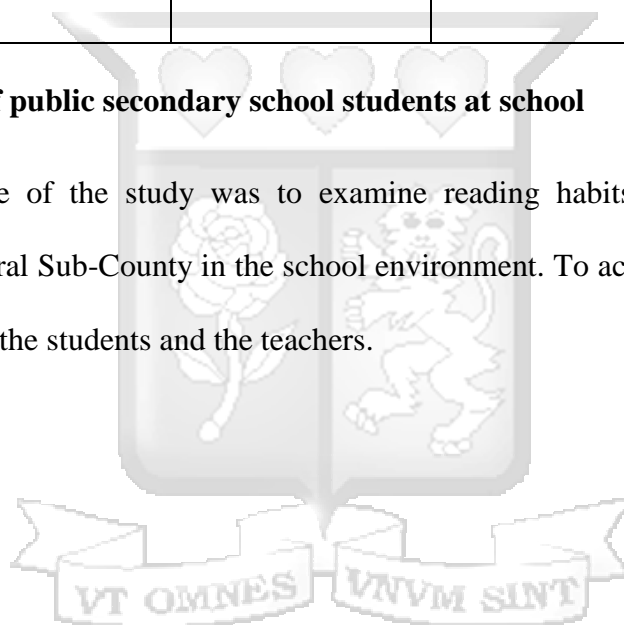 f public secondary school students at school
e of the study was to examine reading habits
ral Sub-County in the school environment. To ac
the students and the teachers.
VT OMNES VNVM SINT